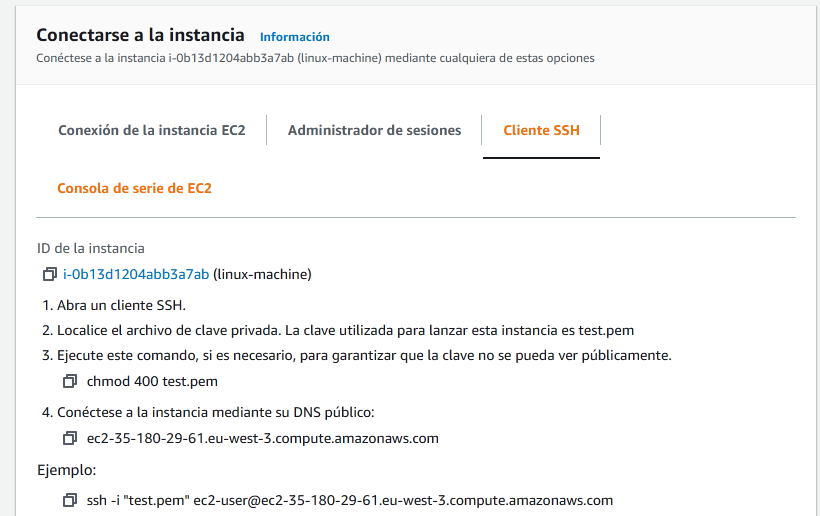 Conectarse a la instancia Información
Conéctese a la instancia i-0b13d1204abb3a7ab (linux-machine) mediante cualquiera de estas opciones
Conexión de la instancia EC2 Administrador de sesiones Cliente SSH
Consola de serie de EC2
ID de la instancia
i-0b13d1204abb3a7ab (linux-machine)
1. Abra un cliente SSH.
2. Localice el archivo de clave privada. La clave utilizada para lanzar esta instancia es test.pem
3. Ejecute este comando, si es necesario, para garantizar que la clave no se pueda ver públicamente.
chmod 400 test.pem
4. Conéctese a la instancia mediante su DNS público:
ec2-35-180-29-61.eu-west-3.compute.amazonaws.com
Ejemplo:
ssh -i "test.pem" ec2-user@ec2-35-180-29-61.eu-west-3.compute.amazonaws.com